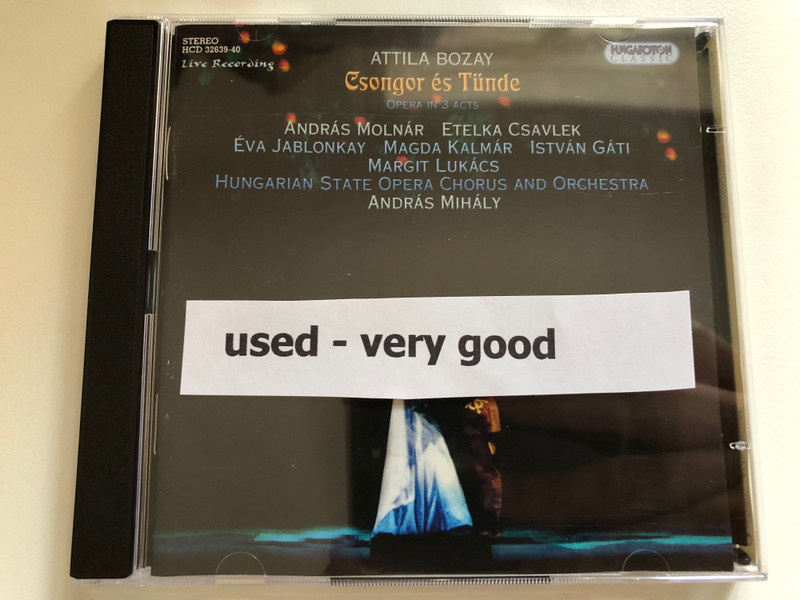 STEREO
HCD 32639-40
Live Recording
HUNGAROTON
CLASSIC
ATTILA BOZAY
Csongor és Tünde
OPERA IN 3 ACTS
ANDRÁS MOLNÁR ETELKA CSAVLEK
ÉVA JABLONKAY MAGDA KALMÁR ISTVÁN GÁTI
MARGIT LUKÁCS
HUNGARIAN STATE OPERA CHORUS AND ORCHESTRA
ANDRÁS MIHÁLY
used - very good